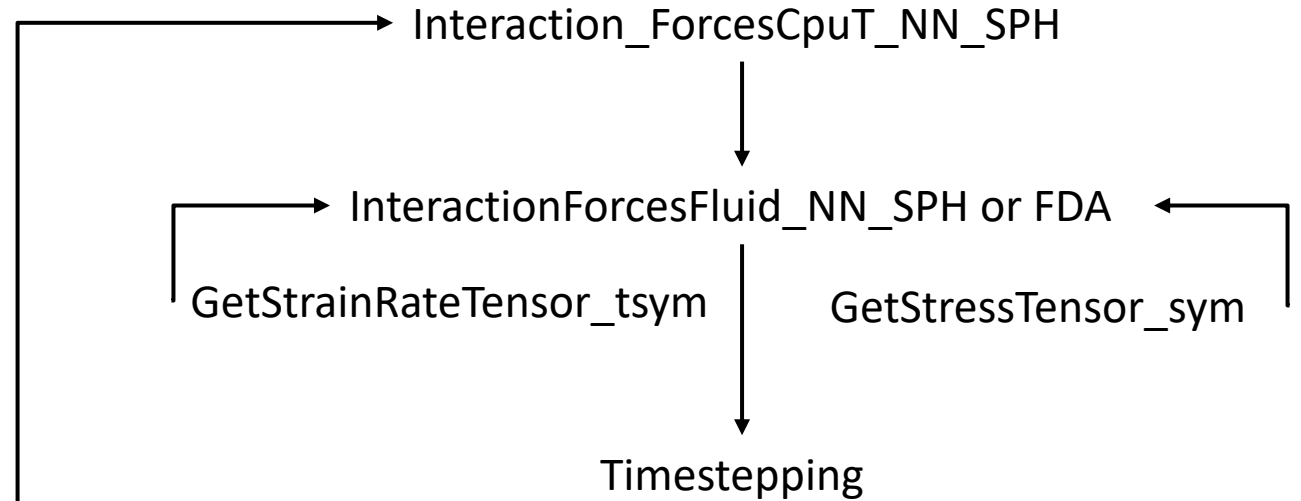 Interaction_ForcesCpuT_NN_SPH
InteractionForcesFluid_NN_SPH or FDA
GetStrainRateTensor_tsym
GetStressTensor_sym
Timestepping